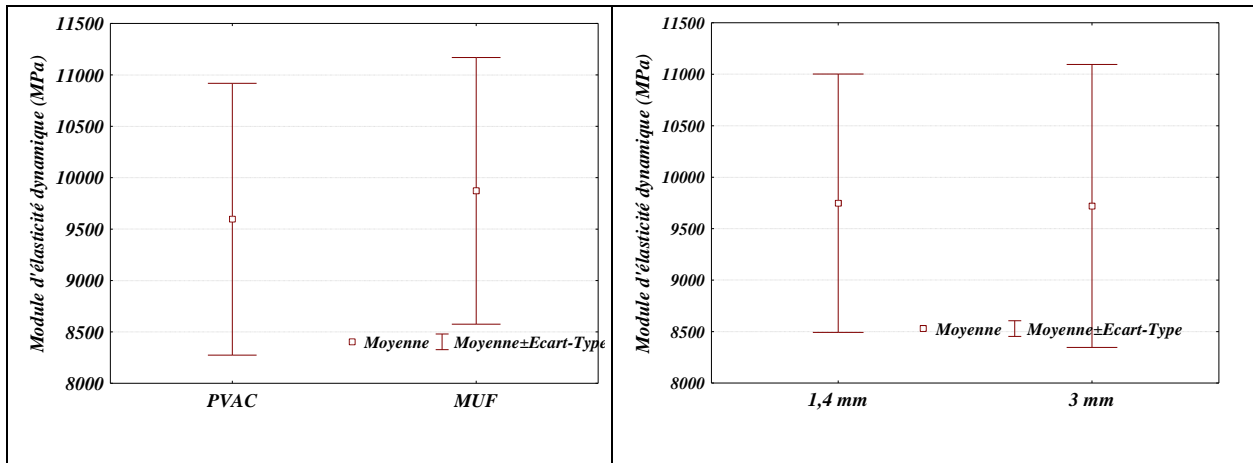 Module d'élasticité dynamique (MPa)
11500
11000
10500
10000
9500
9000
8500
8000
PVAC
MUF
Moyenne
Moyenne±Ecart-Type
Module d'élasticité dynamique (MPa)
11500
11000
10500
10000
9500
9000
8500
8000
1,4 mm
3 mm
Moyenne
Moyenne±Ecart-Type